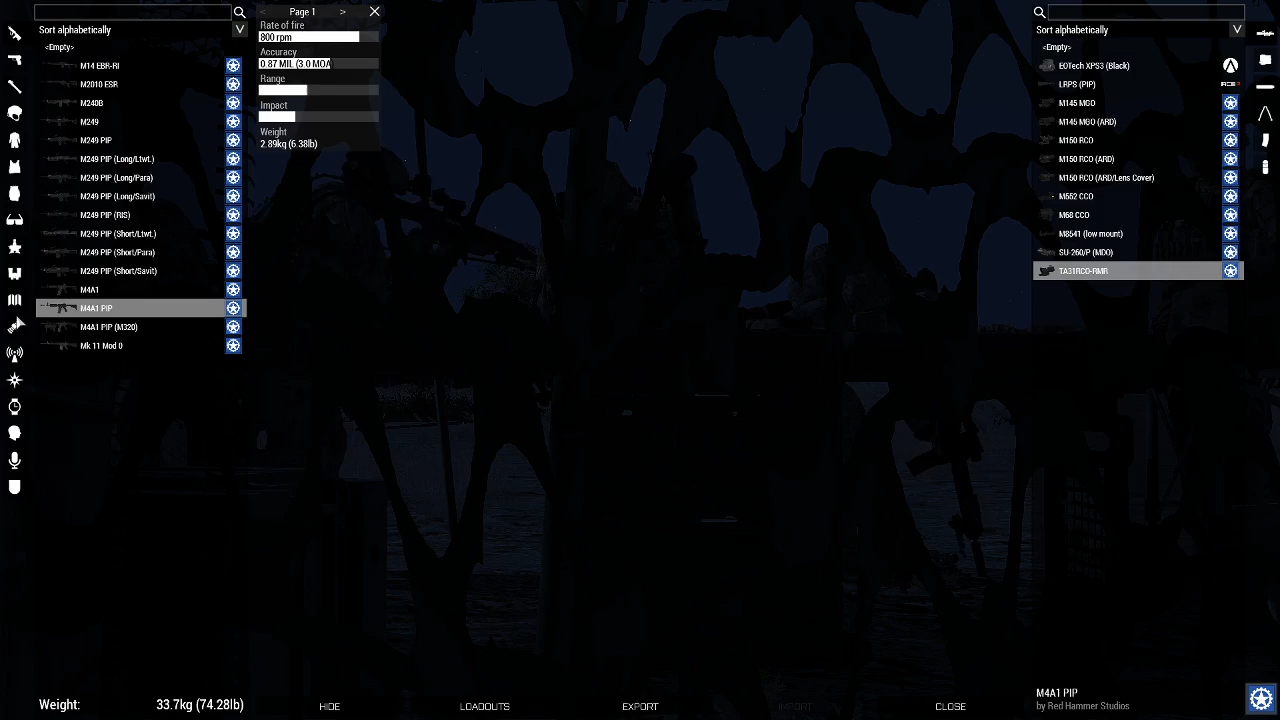 Sort alphabetically
<Empty>
M14 EBR-RI
M2010 ESR
M240B
M249
M249 PIP
M249 PIP (Long/Ltwt.)
M249 PIP (Long/Para)
M249 PIP (Long/Savit)
M249 PIP (RIS)
M249 PIP (Short/Ltwt.)
M249 PIP (Short/Para)
M249 PIP (Short/Savit)
M4A1
M4A1 PIP
M4A1 PIP (M320)
Mk 11 Mod 0
Weight: 33.7kg (74.28lb)
< Page 1 >
Rate of fire
800 rpm
Accuracy
0.87 MIL (3.0 MOA
Range
Impact
Weight
2.89kg (6.38lb)
HIDE
LOADOUTS
EXPORT
IMPORT
CLOSE
Sort alphabetically
<Empty>
EOTech XPS3 (Black)
LRPS (PIP)
M145 MGO
M145 MGO (ARD)
M150 RCO
M150 RCO (ARD)
M150 RCO (ARD/Lens Cover)
M552 CCO
M68 CCO
M8541 (low mount)
SU-260/P (MDO)
TA31RCO-RMR
M4A1 PIP
by Red Hammer Studios